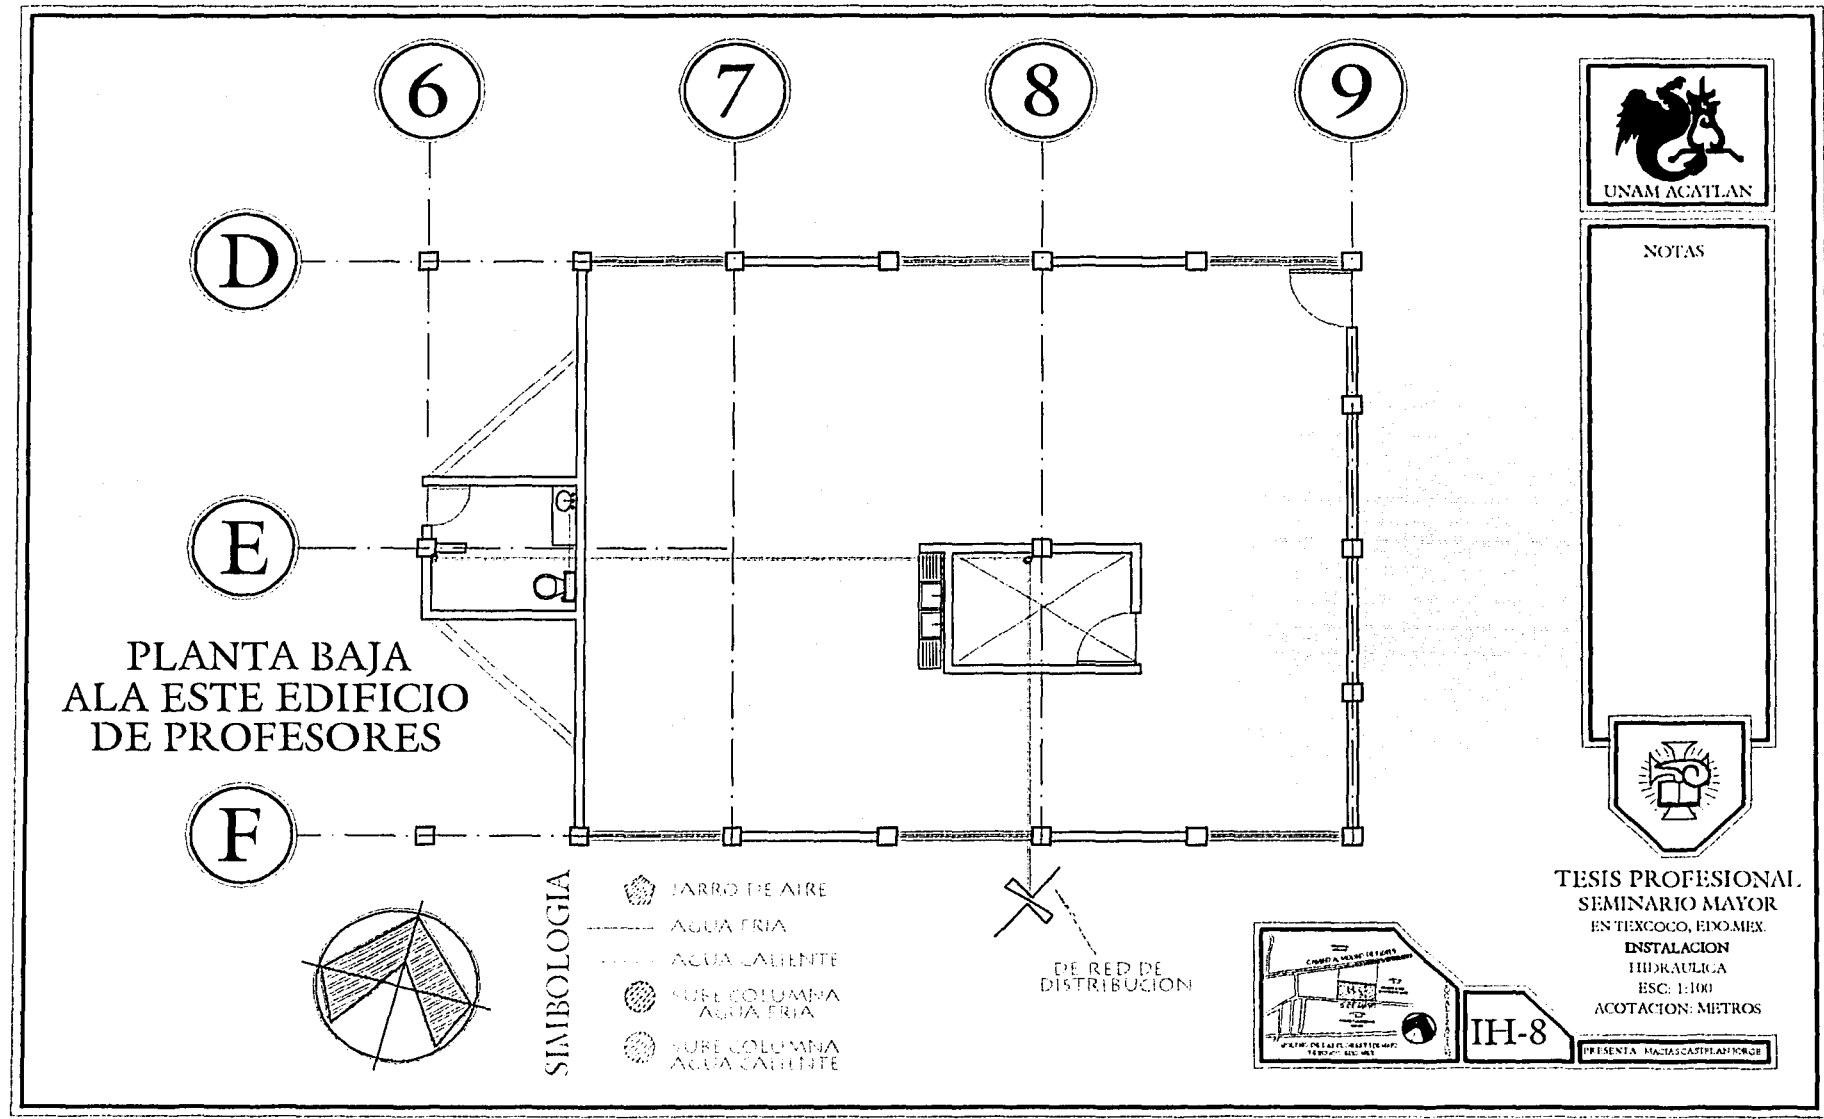 6
7
8
9
D
E
F
UNAM ACATLAN
NOTAS
PLANTA BAJA
ALA ESTE EDIFICIO
DE PROFESORES
SIMBOLOGIA
JARRO DE AIRE
AGUA FRIA
AGUA CALIENTE
SUBE COLUMNA
AGUA FRIA
SUBE COLUMNA
AGUA CALIENTE
DE RED DE
DISTRIBUCION
TESIS PROFESIONAL
SEMINARIO MAYOR
EN TEXCOCO, EDO.MEX.
INSTALACION
HIDRAULICA
ESC: 1:100
ACOTACION: METROS
IH-8
PRESENTA